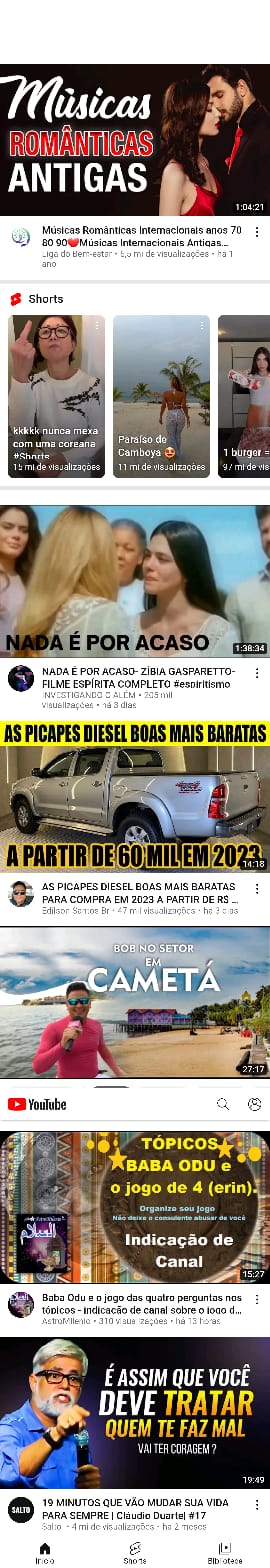 Músicas
ROMÂNTICAS
ANTIGAS
1:04:21
Músicas Românticas Internacionais anos 70
80 90❤️Músicas Internacionais Antigas...
Liga do Bem-estar • 6,5 mi de visualizações • há 1
ano
Shorts
kkkkk nunca mexa
com uma coreana
#Shorts
15 mi de visualizações
Paraíso de
Camboya 🤩
11 mi de visualizações
1 burger =
97 mi de vis
NADA É POR ACASO
1:38:34
NADA É POR ACASO- ZÍBIA GASPARETTO-
FILME ESPÍRITA COMPLETO #espiritismo
INVESTIGANDO O ALÉM • 205 mil
visualizações • há 3 dias
AS PICAPES DIESEL BOAS MAIS BARATAS
A PARTIR DE 60 MIL EM 2023
14:18
AS PICAPES DIESEL BOAS MAIS BARATAS
PARA COMPRA EM 2023 A PARTIR DE R$ ...
Edilson Santos Br • 47 mil visualizações • há 3 dias
BOB NO SETOR
EM
CAMETÁ
27:17
YouTube
TÓPICOS
BABA ODU e
o jogo de 4 (erin).
Organize seu jogo
Não deixe o consulente abusar de você
Indicação de
Canal
15:27
Baba Odu e o jogo das quatro perguntas nos
tópicos - indicação de canal sobre o jogo d...
AstroMilenio • 310 visualizações • há 13 horas
É ASSIM QUE VOCÊ
DEVE TRATAR
QUEM TE FAZ MAL
VAI TER CORAGEM ?
19:49
SALTO
19 MINUTOS QUE VÃO MUDAR SUA VIDA
PARA SEMPRE | Cláudio Duarte| #17
Salto • 4 mi de visualizações • há 2 meses
Início
Shorts
Biblioteca